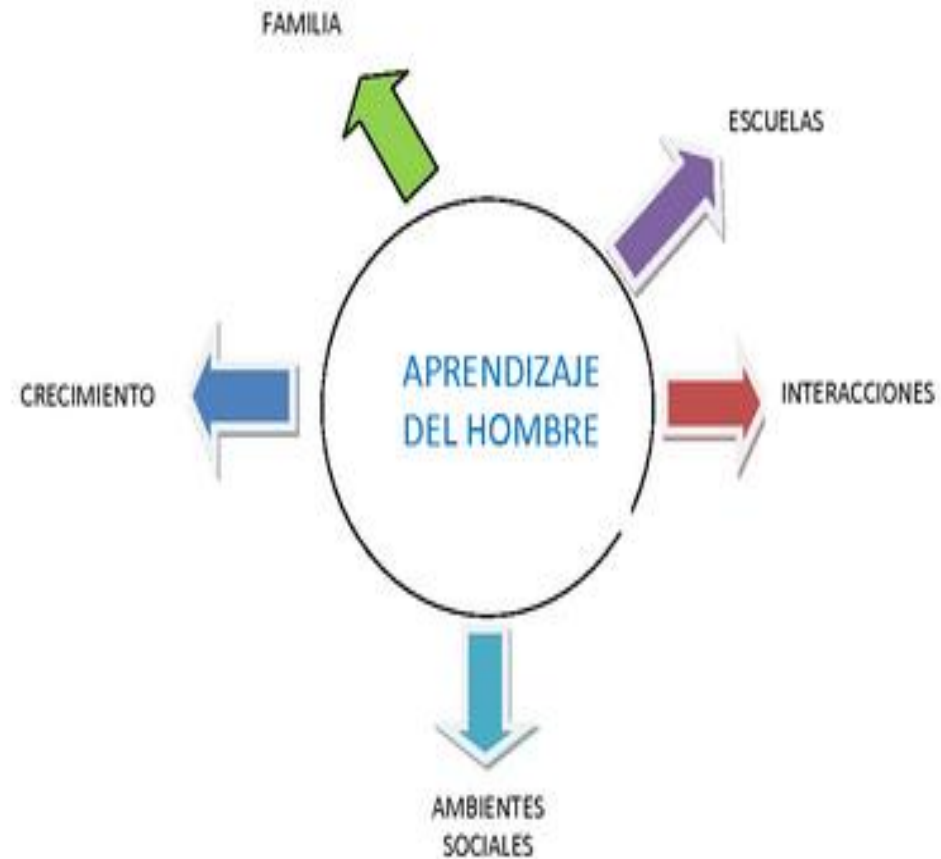 FAMILIA
ESCUELAS
CRECIMIENTO
APRENDIZAJE
DEL HOMBRE
INTERACCIONES
AMBIENTES
SOCIALES